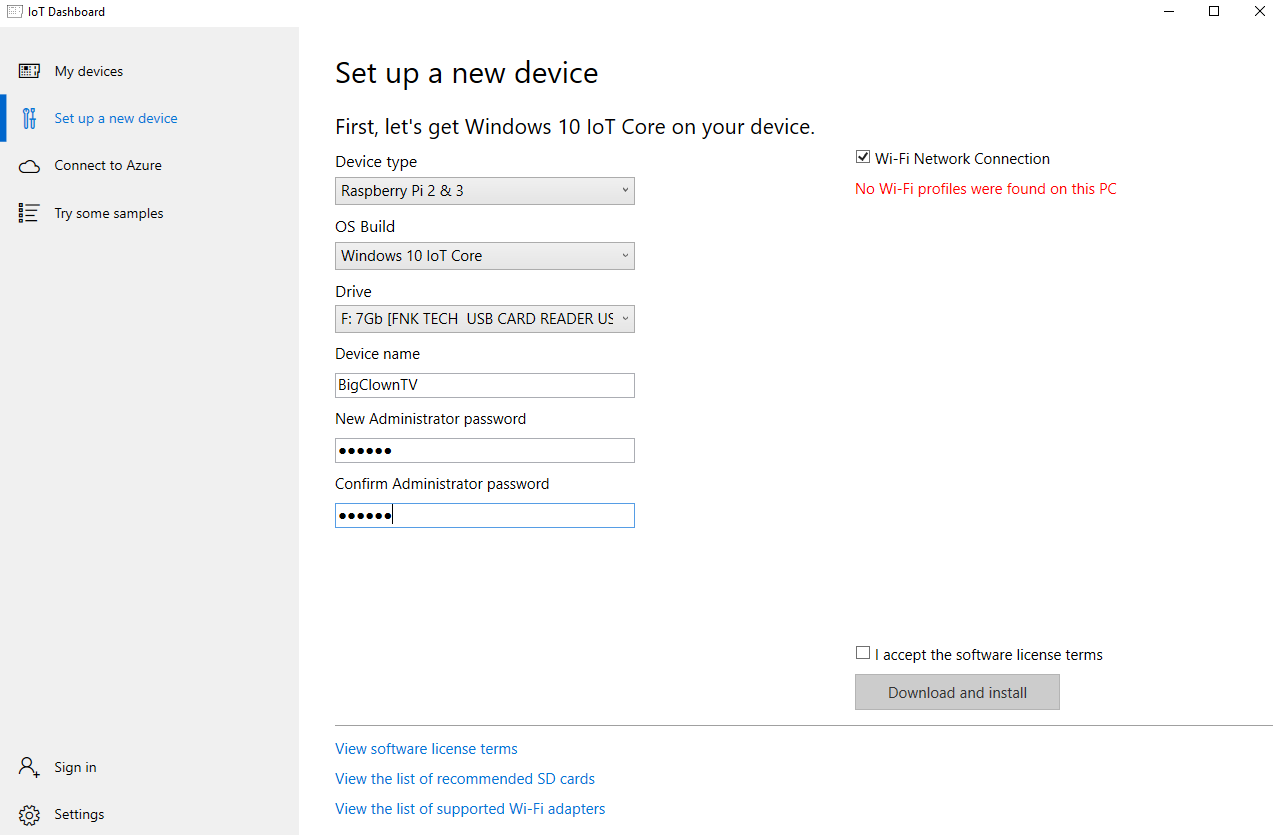 IoT Dashboard
My devices
Set up a new device
Connect to Azure
Try some samples
Sign in
Settings
Set up a new device
First, let's get Windows 10 IoT Core on your device.
Device type
Raspberry Pi 2 & 3
OS Build
Windows 10 IoT Core
Drive
F: 7Gb [FNK TECH  USB CARD READER US
Device name
BigClownTV
New Administrator password
●●●●●●
Confirm Administrator password
●●●●●●
Wi-Fi Network Connection
No Wi-Fi profiles were found on this PC
I accept the software license terms
Download and install
View software license terms
View the list of recommended SD cards
View the list of supported Wi-Fi adapters